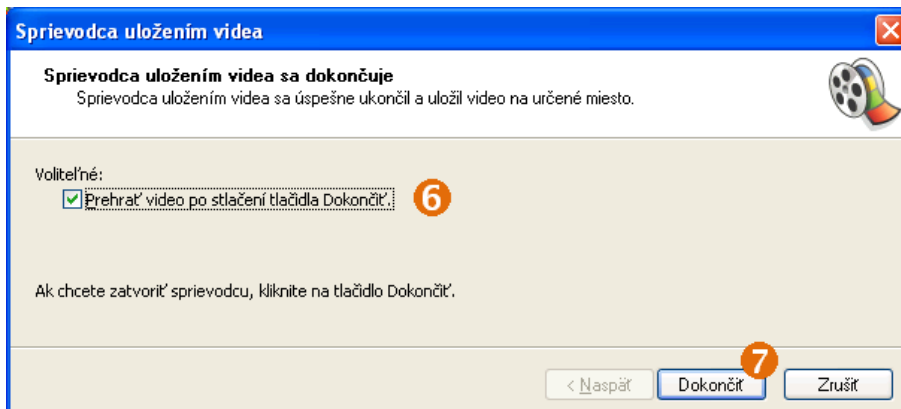 Sprievodca uložením videa
Sprievodca uložením videa sa dokončuje
Sprievodca uložením videa sa úspešne ukončil a uložil video na určené miesto.
Voliteľné:
Prehrať video po stlačení tlačidla Dokončiť. 6
Ak chcete zatvoriť sprievodcu, kliknite na tlačidlo Dokončiť.
7
< Naspäť Dokončiť Zrušiť